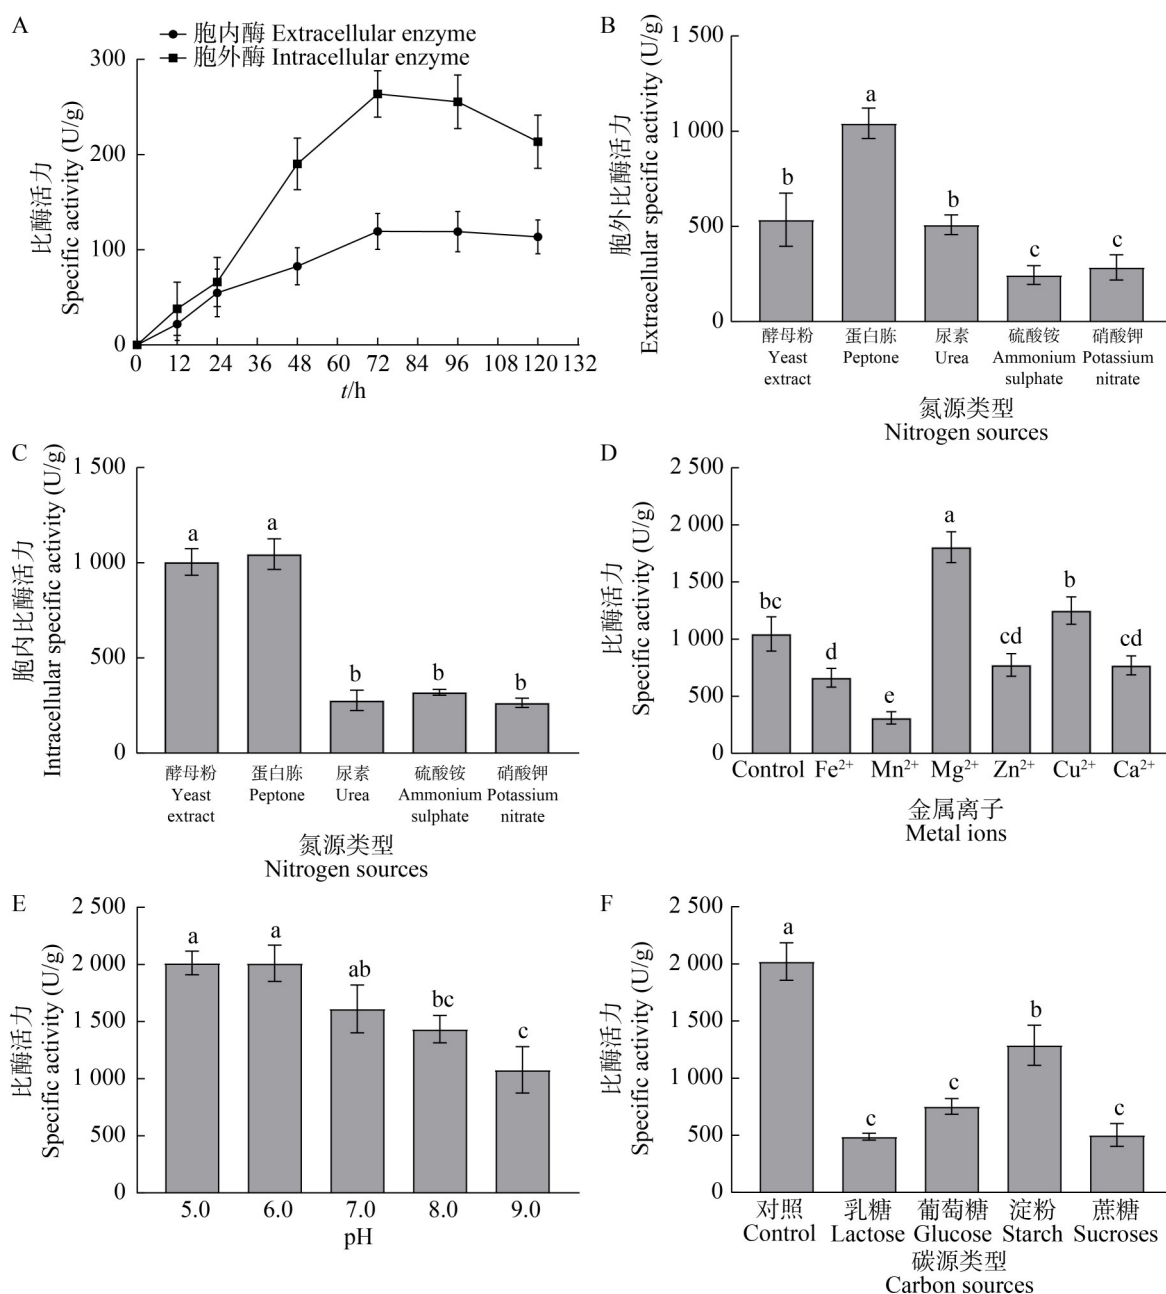 A
胞内酶 Extracellular enzyme
胞外酶 Intracellular enzyme
比酶活力
Specific activity (U/g)
300
200
100
0
0 12 24 36 48 60 72 84 96 108 120 132
t/h
B
胞外比酶活力
Extracellular specific activity (U/g)
1 500
1 000
500
0
b
a
b
c
c
酵母粉 蛋白胨 尿素 硫酸铵 硝酸钾
Yeast Peptone Urea Ammonium Potassium
extract sulphate nitrate
氮源类型
Nitrogen sources
C
胞内比酶活力
Intracellular specific activity (U/g)
1 500
1 000
500
0
a
a
b
b
b
酵母粉 蛋白胨 尿素 硫酸铵 硝酸钾
Yeast Peptone Urea Ammonium Potassium
extract sulphate nitrate
氮源类型
Nitrogen sources
D
比酶活力
Specific activity (U/g)
2 500
2 000
1 500
1 000
500
0
bc
d
e
a
cd
b
cd
Control Fe²⁺ Mn²⁺ Mg²⁺ Zn²⁺ Cu²⁺ Ca²⁺
金属离子
Metal ions
E
比酶活力
Specific activity (U/g)
2 500
2 000
1 500
1 000
500
0
a
a
ab
bc
c
5.0 6.0 7.0 8.0 9.0
pH
F
比酶活力
Specific activity (U/g)
2 500
2 000
1 500
1 000
500
0
a
c
c
b
c
对照 乳糖 葡萄糖 淀粉 蔗糖
Control Lactose Glucose Starch Sucroses
碳源类型
Carbon sources